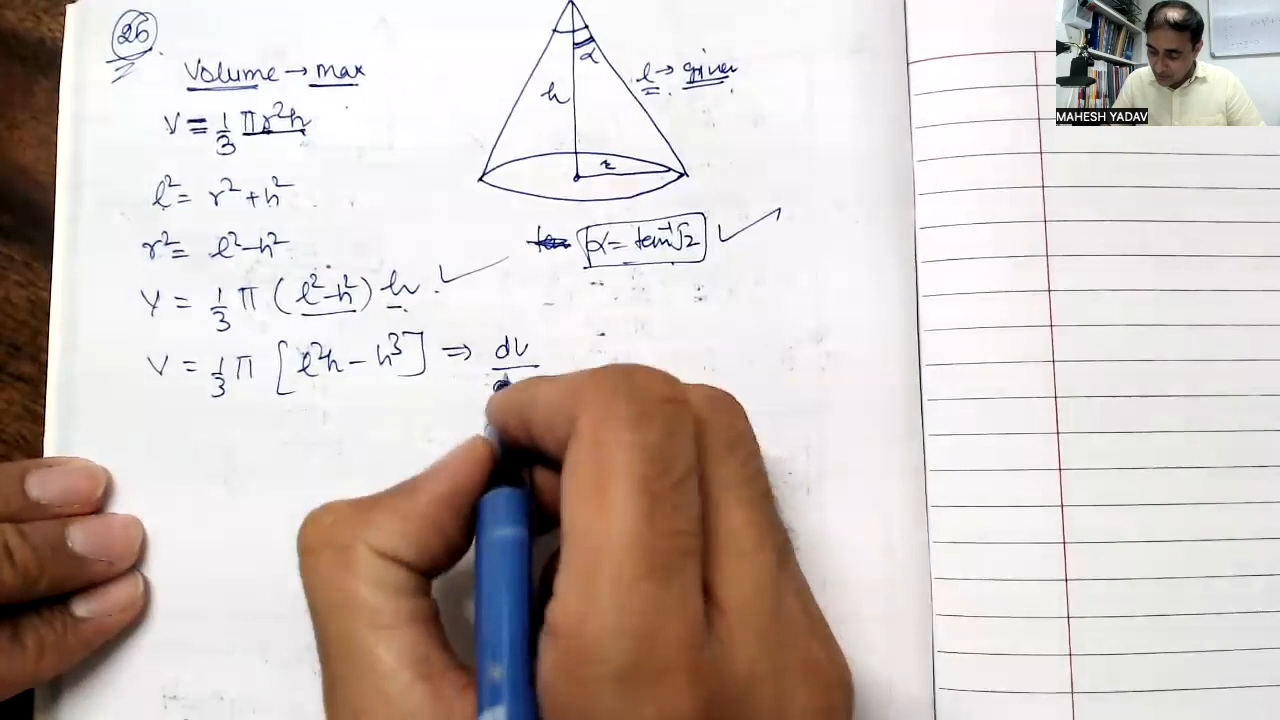 26
Volume → max
V = 1/3 πr²h
l² = r² + h²
r² = l² - h²
V = 1/3 π (l² - h²) h.
V = 1/3 π [l²h - h³] ⇒ dv
α
h
l → given
r
α = tan⁻¹√2
MAHESH YADAV